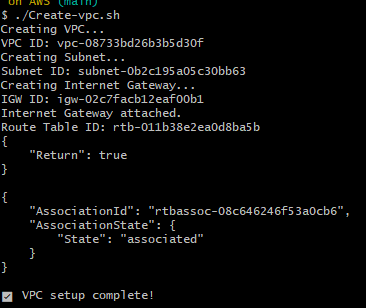 on AWS (main)
$ ./Create-vpc.sh
Creating VPC...
VPC ID: vpc-08733bd26b3b5d30f
Creating Subnet...
Subnet ID: subnet-0b2c195a05c30bb63
Creating Internet Gateway...
IGW ID: igw-02c7facb12eaf00b1
Internet Gateway attached.
Route Table ID: rtb-011b38e2ea0d8ba5b
{
    "Return": true
}
{
    "AssociationId": "rtbassoc-08c646246f53a0cb6",
    "AssociationState": {
        "State": "associated"
    }
}
☑ VPC setup complete!